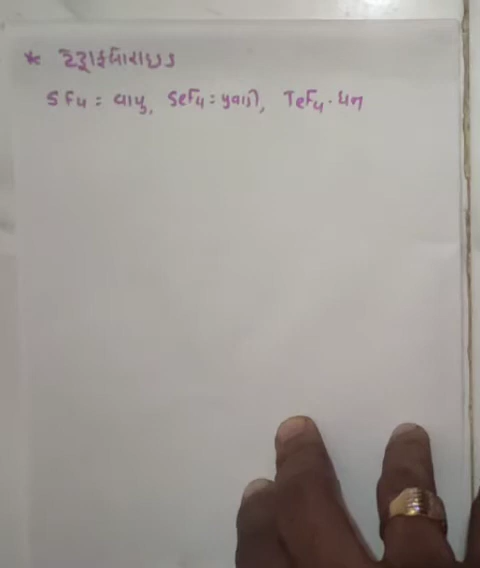 * ટેટ્રાફ્લોરાઇડ
SF4 = વાયુ, SeF4 = પ્રવાહી, TeF4 - ઘન